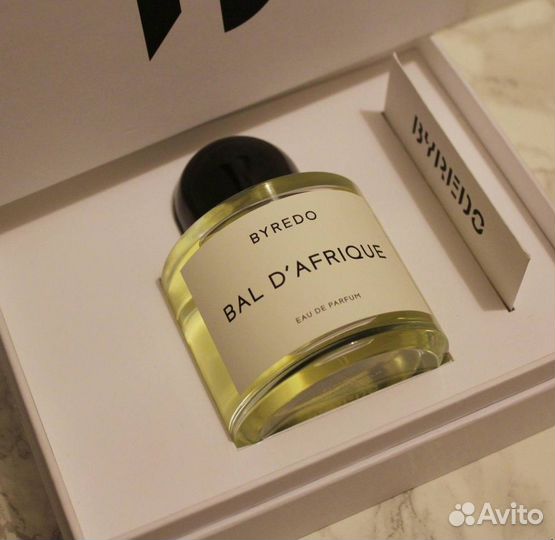 BYREDO
BAL D'AFRIQUE
EAU DE PARFUM
BYREDO
Avito